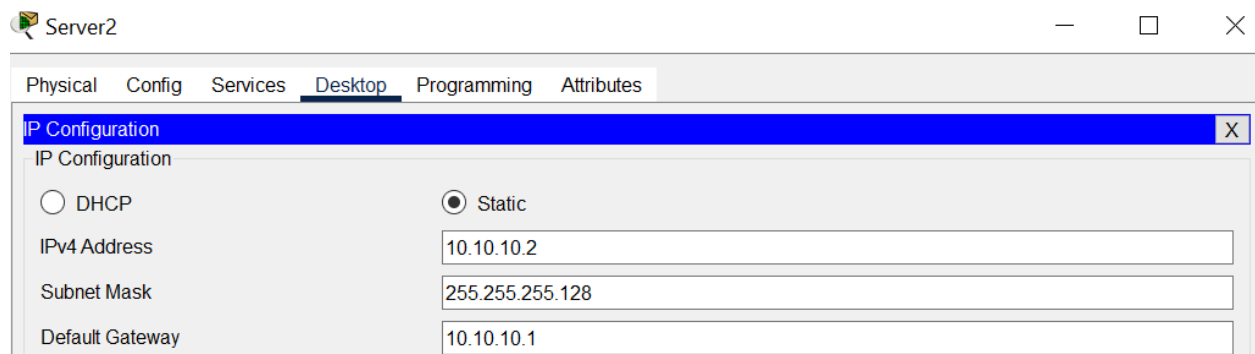 Server2
Physical Config Services Desktop Programming Attributes
IP Configuration X
IP Configuration
DHCP Static
IPv4 Address 10.10.10.2
Subnet Mask 255.255.255.128
Default Gateway 10.10.10.1